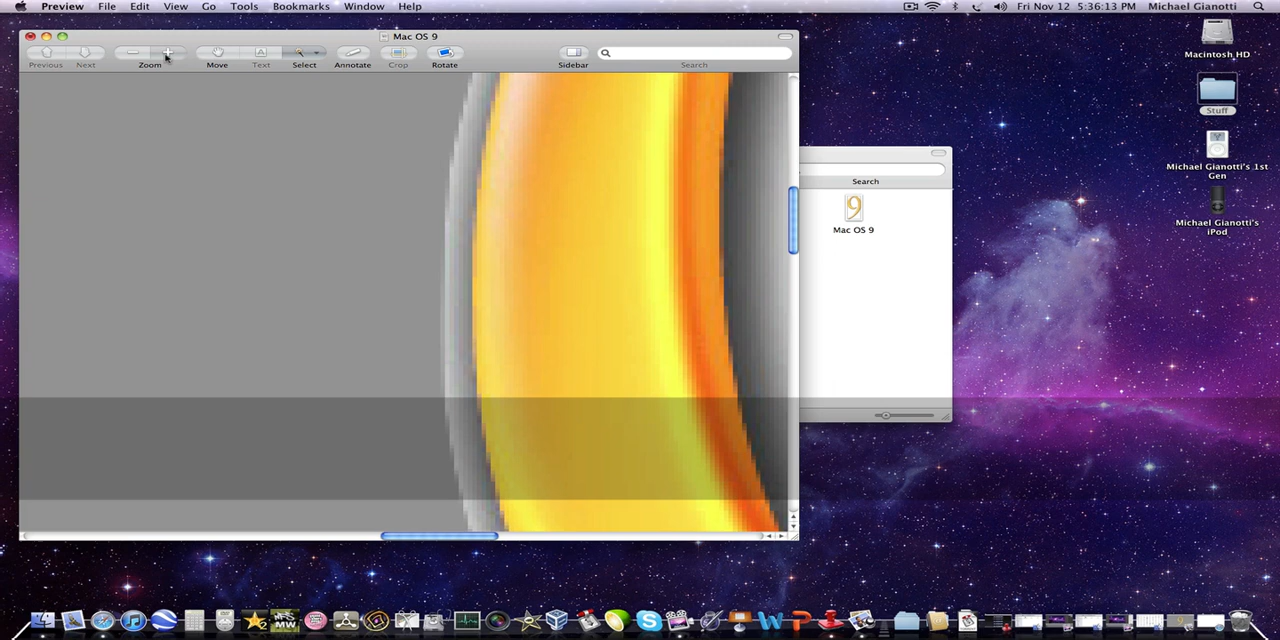 Preview File Edit View Go Tools Bookmarks Window Help
Fri Nov 12 5:36:13 PM Michael Gianotti
Mac OS 9
Previous Next Zoom Move Text Select Annotate Crop Rotate Sidebar Search
Search
9
Mac OS 9
Macintosh HD
Stuff
Michael Gianotti's 1st
Gen
Michael Gianotti's
iPod